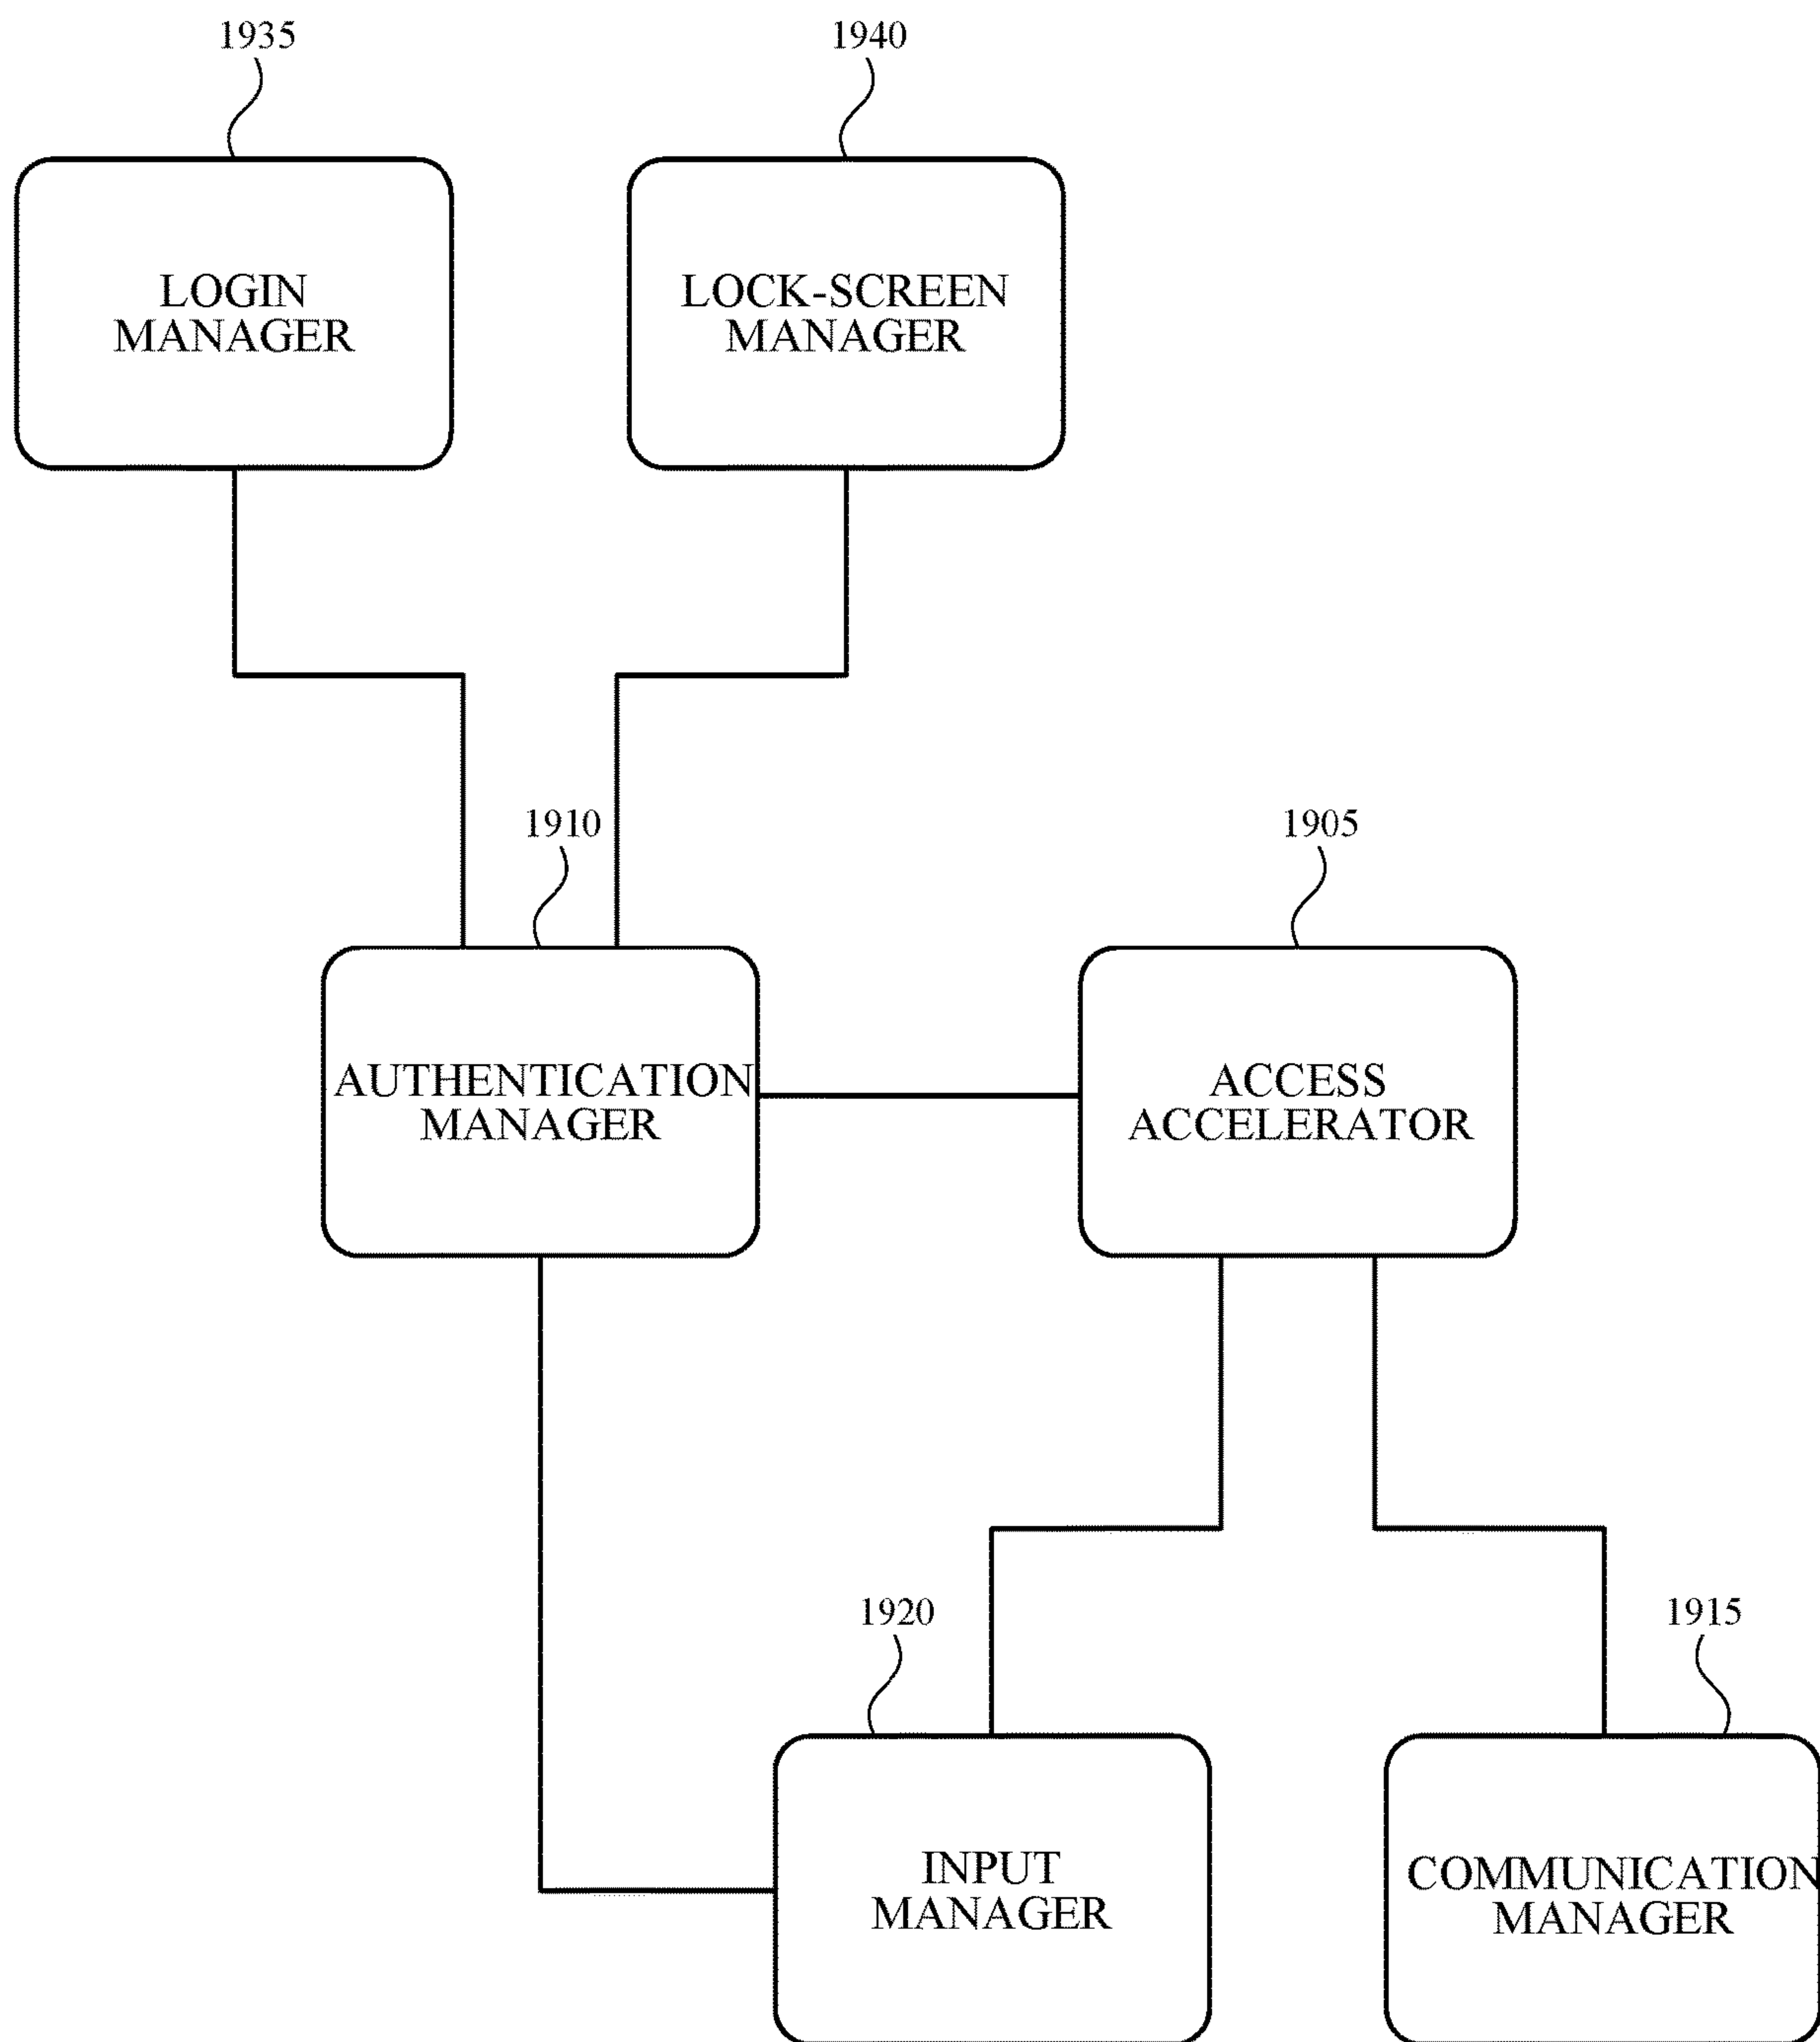 1935
1940
LOGIN
MANAGER
LOCK-SCREEN
MANAGER
1910
1905
AUTHENTICATION
MANAGER
ACCESS
ACCELERATOR
1920
1915
INPUT
MANAGER
COMMUNICATION
MANAGER